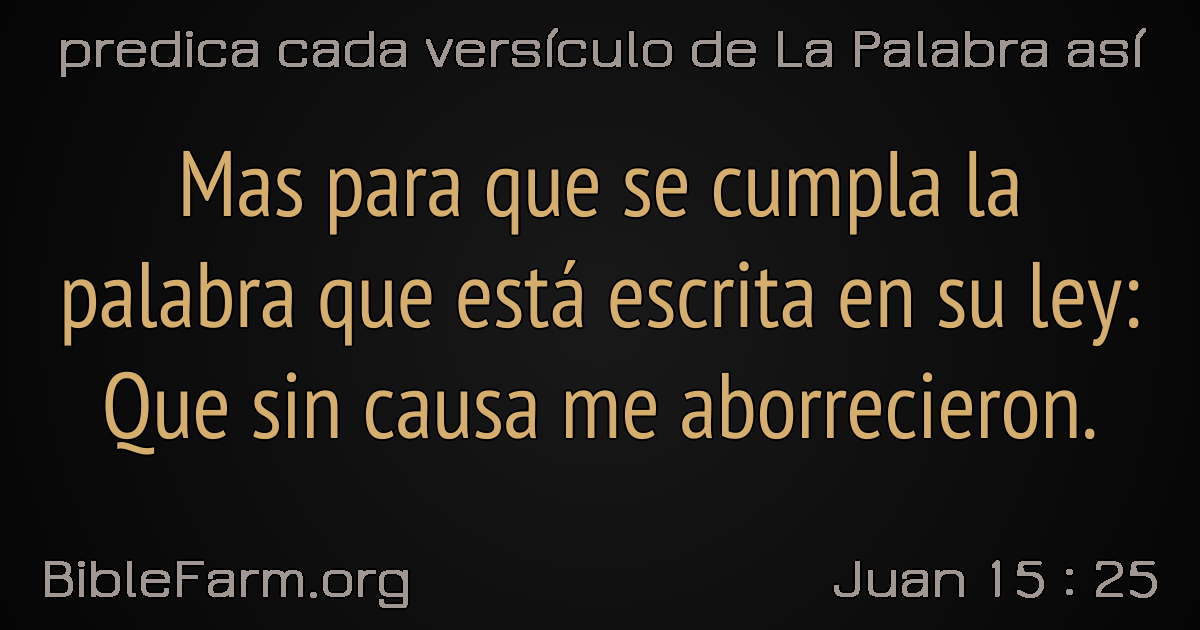 predica cada versículo de La Palabra así
Mas para que se cumpla la
palabra que está escrita en su ley:
Que sin causa me aborrecieron.
BibleFarm.org
Juan 15 : 25